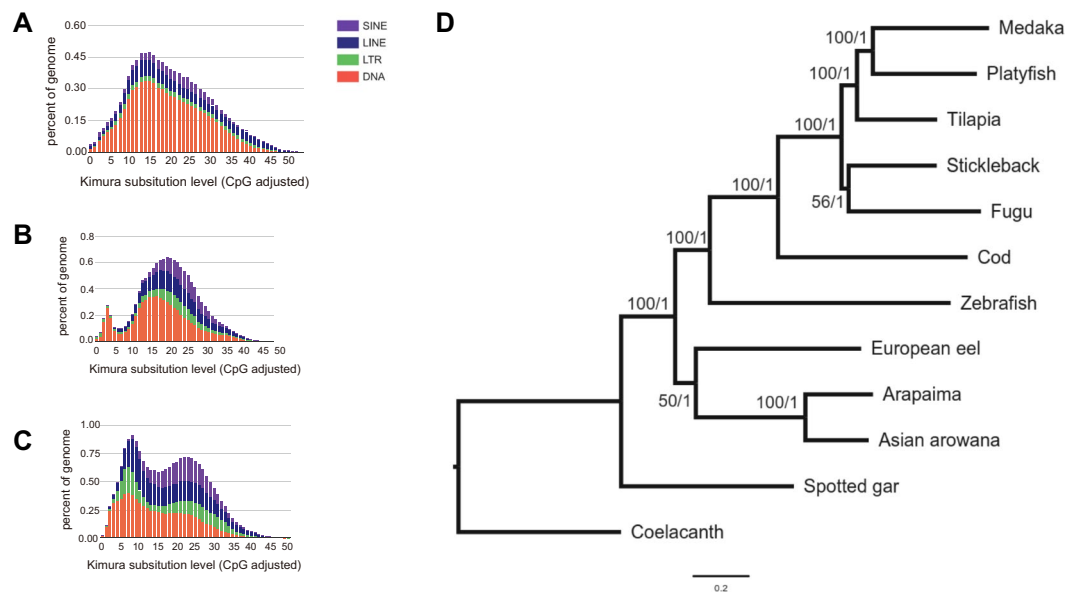 A
percent of genome
0.60
0.45
0.30
0.15
0.00
0 5 10 15 20 25 30 35 40 45 50
Kimura subsitution level (CpG adjusted)
SINE
LINE
LTR
DNA
B
percent of genome
0.8
0.6
0.4
0.2
0.0
0 5 10 15 20 25 30 35 40 45 50
Kimura subsitution level (CpG adjusted)
C
percent of genome
1.00
0.75
0.50
0.25
0.00
0 5 10 15 20 25 30 35 40 45 50
Kimura subsitution level (CpG adjusted)
D
Medaka
100/1
Platyfish
100/1
Tilapia
100/1
Stickleback
56/1
Fugu
100/1
Cod
100/1
Zebrafish
100/1
European eel
50/1
Arapaima
100/1
Asian arowana
Spotted gar
Coelacanth
0.2